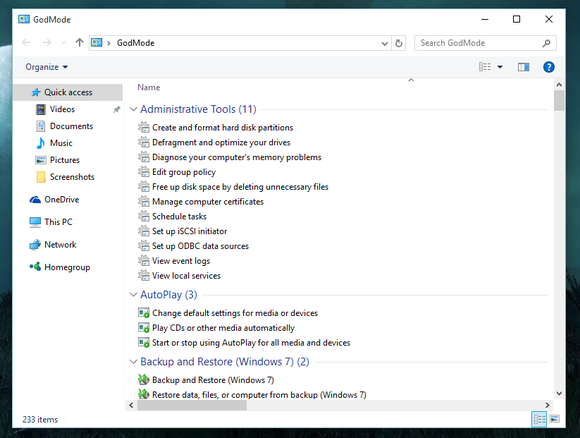 GodMode
GodMode
Search GodMode
Organize
Quick access
Videos
Documents
Music
Pictures
Screenshots
OneDrive
This PC
Network
Homegroup
Name
Administrative Tools (11)
Create and format hard disk partitions
Defragment and optimize your drives
Diagnose your computer's memory problems
Edit group policy
Free up disk space by deleting unnecessary files
Manage computer certificates
Schedule tasks
Set up iSCSI initiator
Set up ODBC data sources
View event logs
View local services
AutoPlay (3)
Change default settings for media or devices
Play CDs or other media automatically
Start or stop using AutoPlay for all media and devices
Backup and Restore (Windows 7) (2)
Backup and Restore (Windows 7)
Restore data, files, or computer from backup (Windows 7)
233 items